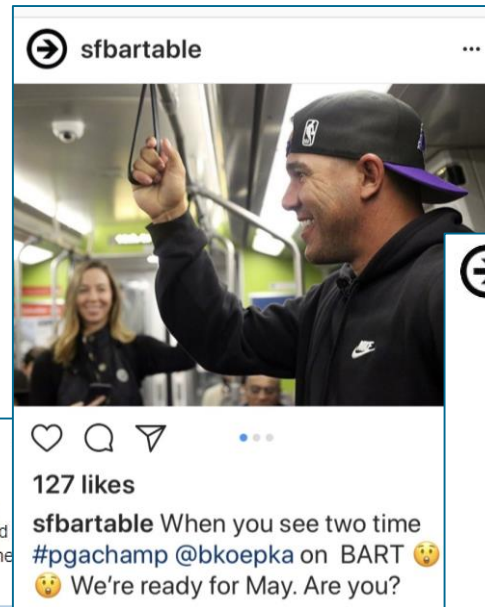 sfbartable
127 likes
sfbartable When you see two time
#pgachamp @bkoepka on BART 😲
😲 We're ready for May. Are you?
NIKE